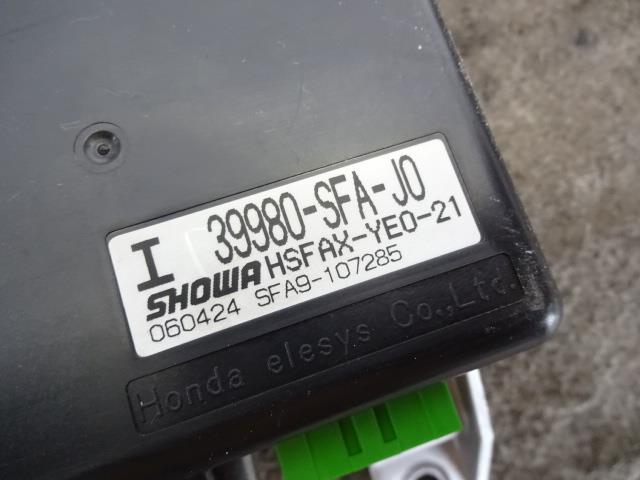 I 39980-SFA-J0
SHOWA HSFAX-YE0-21
060424 SFA9-107285
Honda elesys Co.,Ltd.